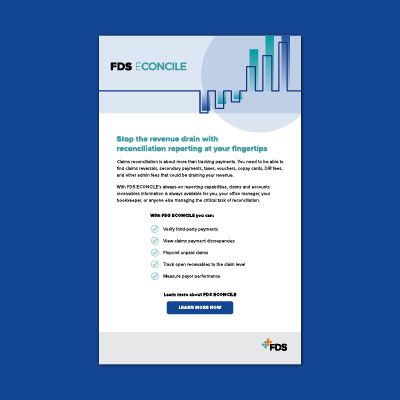 FDS ECONCILE
Stop the revenue drain with
reconciliation reporting at your fingertips
Claims reconciliation is about more than tracking payments. You need to be able to
find claims reversals, secondary payments, taxes, vouchers, copay cards, DIR fees,
and other admin fees that could be draining your revenue.
With FDS ECONCILE's always-on reporting capabilities, claims and accounts
receivables information is always available for you, your office manager, your
bookkeeper, or anyone else managing the critical task of reconciliation.
With FDS ECONCILE you can:
Verify third-party payments
View claims payment discrepancies
Pinpoint unpaid claims
Track open receivables to the claim level
Measure payor performance
Learn more about FDS ECONCILE
LEARN MORE NOW
FDS